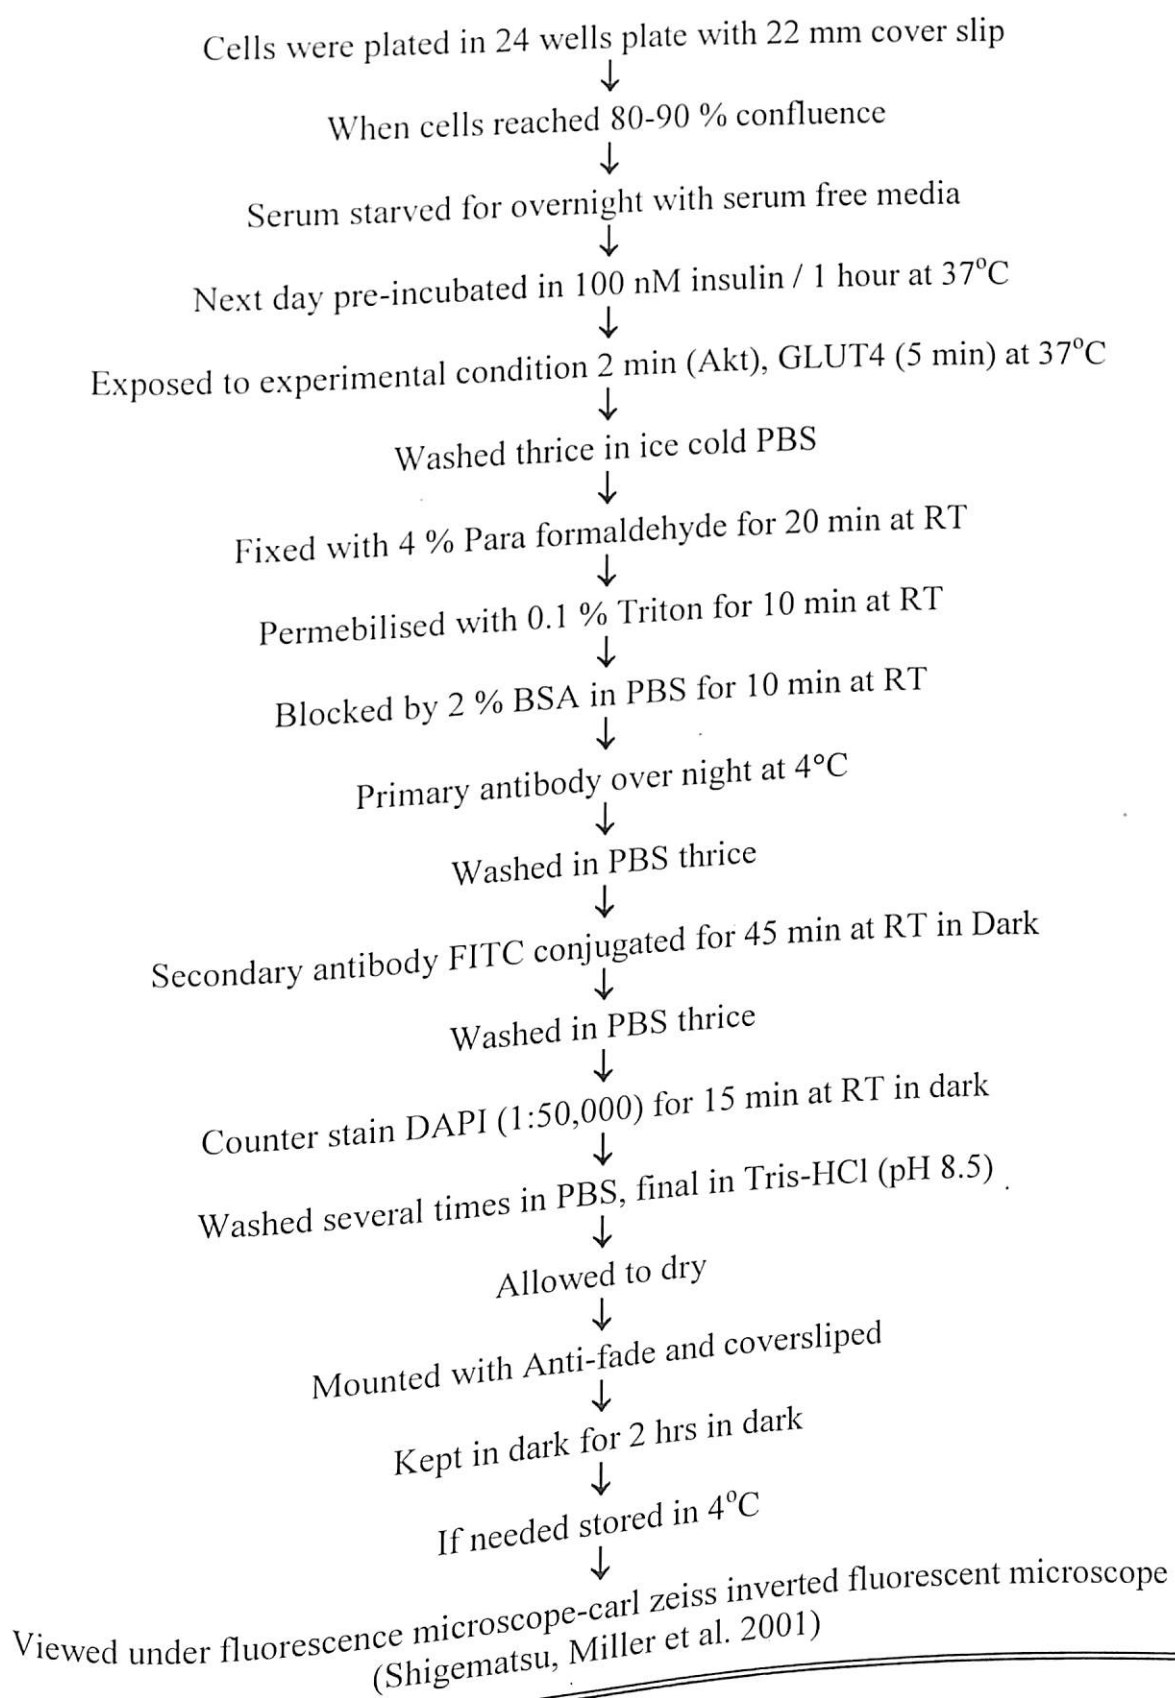 Cells were plated in 24 wells plate with 22 mm cover slip
↓
When cells reached 80-90 % confluence
↓
Serum starved for overnight with serum free media
↓
Next day pre-incubated in 100 nM insulin / 1 hour at 37°C
↓
Exposed to experimental condition 2 min (Akt), GLUT4 (5 min) at 37°C
↓
Washed thrice in ice cold PBS
↓
Fixed with 4 % Para formaldehyde for 20 min at RT
↓
Permebilised with 0.1 % Triton for 10 min at RT
↓
Blocked by 2 % BSA in PBS for 10 min at RT
↓
Primary antibody over night at 4°C
↓
Washed in PBS thrice
↓
Secondary antibody FITC conjugated for 45 min at RT in Dark
↓
Washed in PBS thrice
↓
Counter stain DAPI (1:50,000) for 15 min at RT in dark
↓
Washed several times in PBS, final in Tris-HCl (pH 8.5)
↓
Allowed to dry
↓
Mounted with Anti-fade and coversliped
↓
Kept in dark for 2 hrs in dark
↓
If needed stored in 4°C
↓
Viewed under fluorescence microscope-carl zeiss inverted fluorescent microscope
(Shigematsu, Miller et al. 2001)